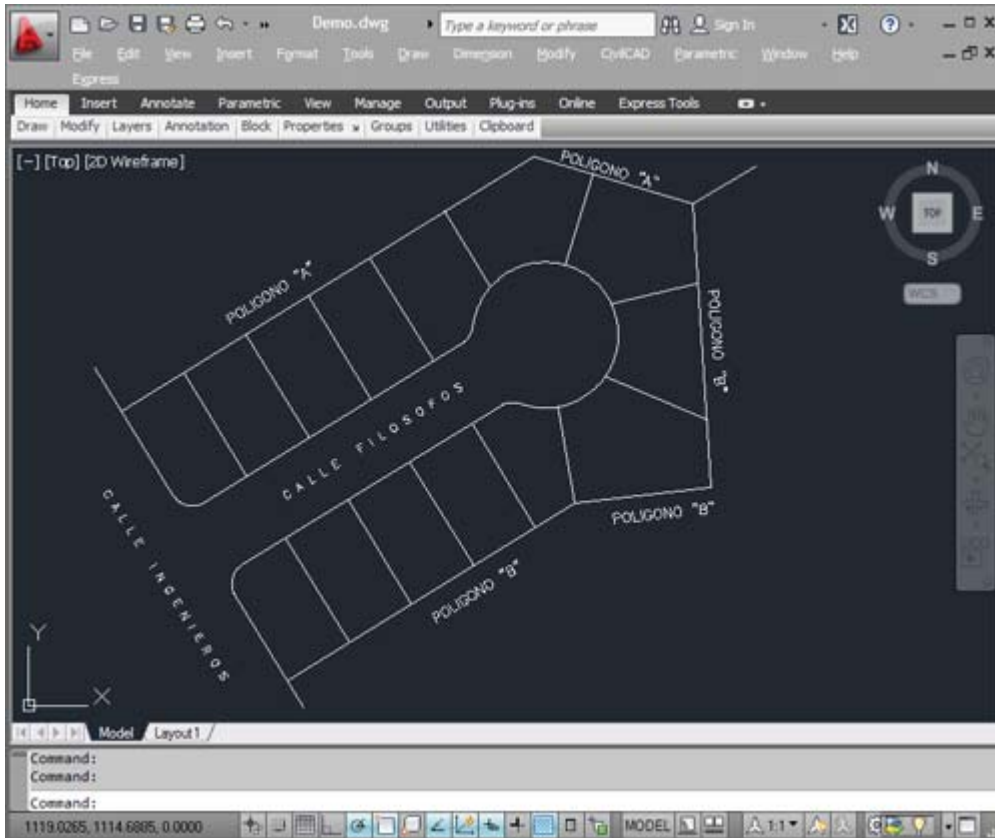 Demo.dwg
Type a keyword or phrase
Sign In
File Edit View Insert Format Tools Draw Dimension Modify CivilCAD Parametric Window Help
Express
Home Insert Annotate Parametric View Manage Output Plug-ins Online Express Tools
Draw Modify Layers Annotation Block Properties Groups Utilities Clipboard
[-] [Top] [2D Wireframe]
POLIGONO "A"
N
W TOP E
S
WCS
POLIGONO "A"
POLIGONO "B"
CALLE FILOSOFOS
CALLE INGENIEROS
POLIGONO "B"
POLIGONO "B"
Y
X
Model Layout1
Command:
Command:
Command:
1119.0265, 1114.6885, 0.0000
MODEL
1:1